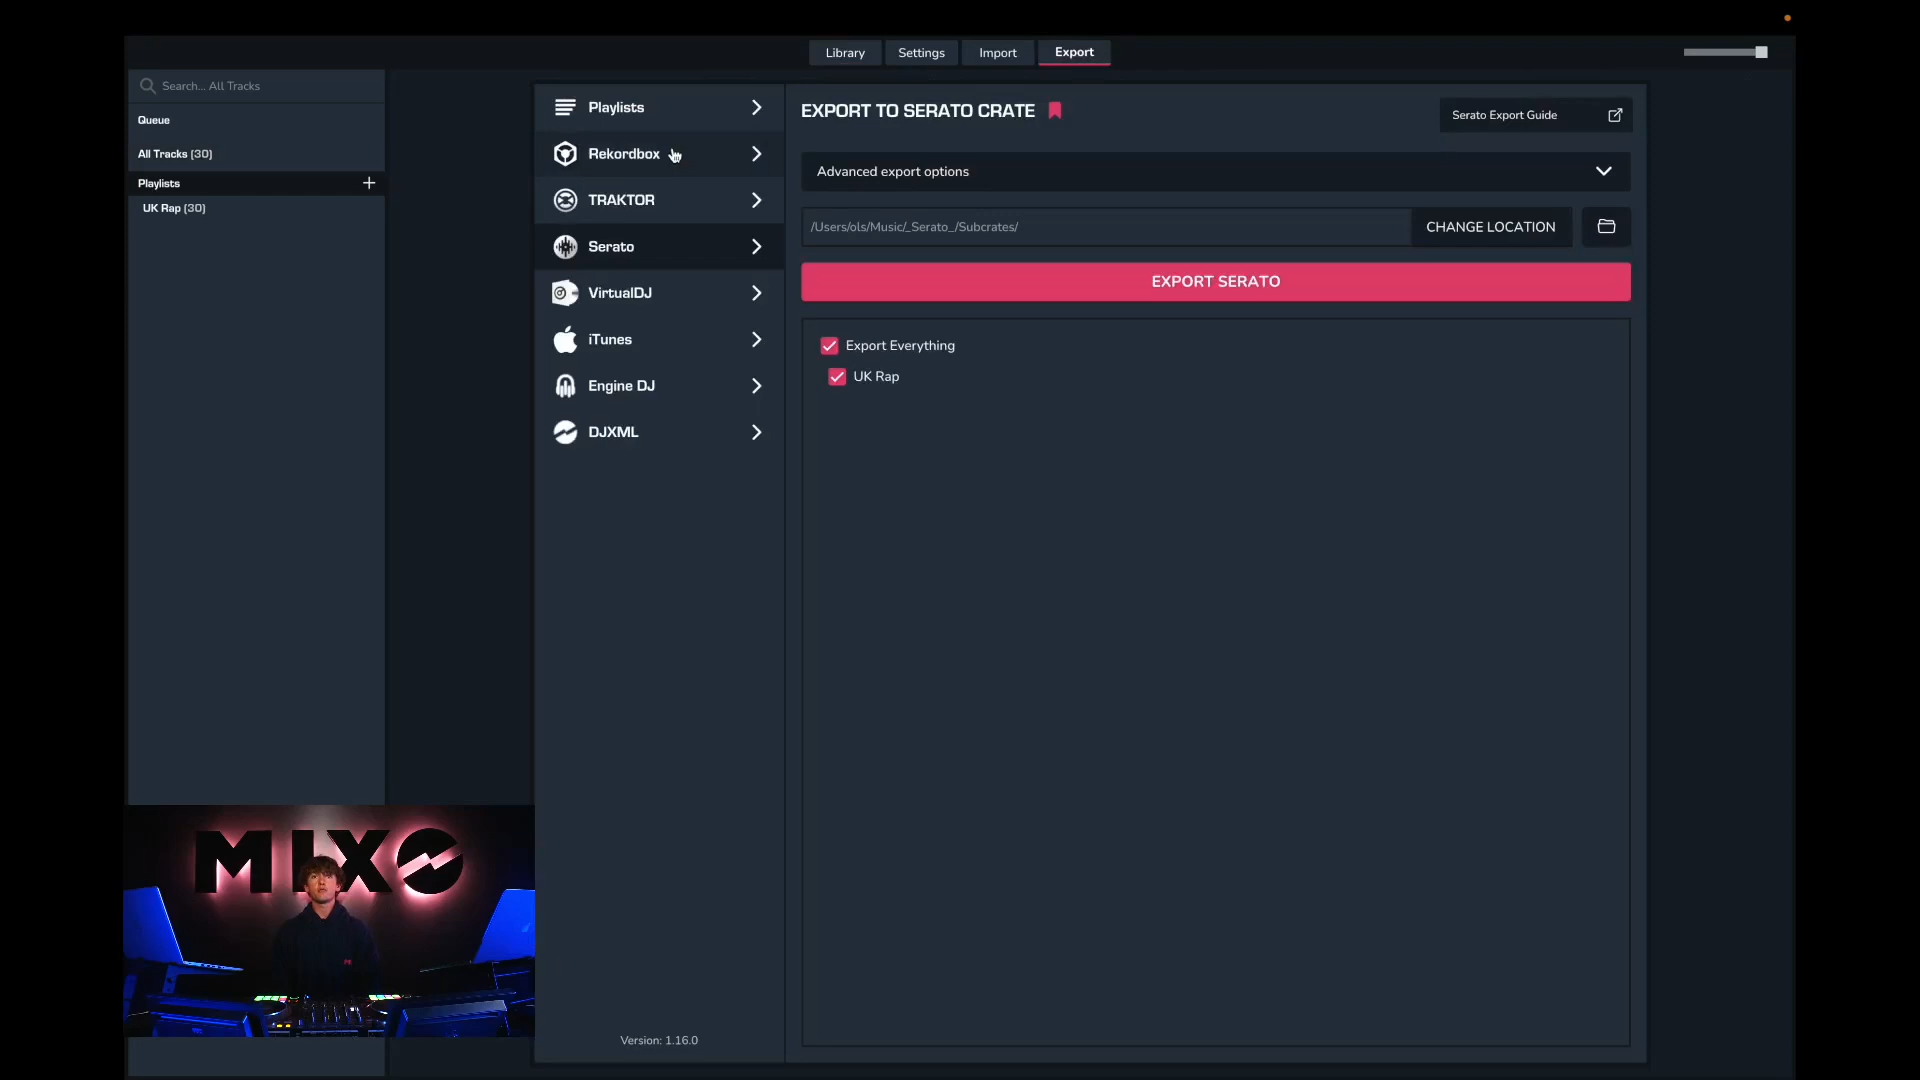 Library
Settings
Import
Export
Search... All Tracks
Queue
All Tracks (30)
Playlists
UK Rap (30)
Playlists
Rekordbox
TRAKTOR
Serato
VirtualDJ
iTunes
Engine DJ
DJXML
Version: 1.16.0
EXPORT TO SERATO CRATE
Serato Export Guide
Advanced export options
/Users/ols/Music/_Serato_/Subcrates/
CHANGE LOCATION
EXPORT SERATO
Export Everything
UK Rap
MIXO